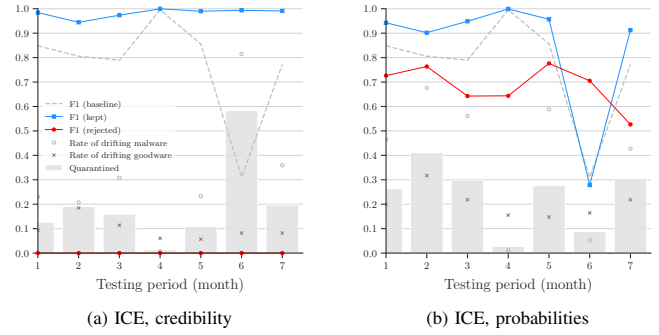 1.0
0.9
0.8
0.7
0.6
0.5
0.4
0.3
0.2
0.1
0.0
F1 (baseline)
F1 (kept)
F1 (rejected)
Rate of drifting malware
Rate of drifting goodware
Quarantined
1 2 3 4 5 6 7
Testing period (month)
(a) ICE, credibility
1.0
0.9
0.8
0.7
0.6
0.5
0.4
0.3
0.2
0.1
0.0
1 2 3 4 5 6 7
Testing period (month)
(b) ICE, probabilities